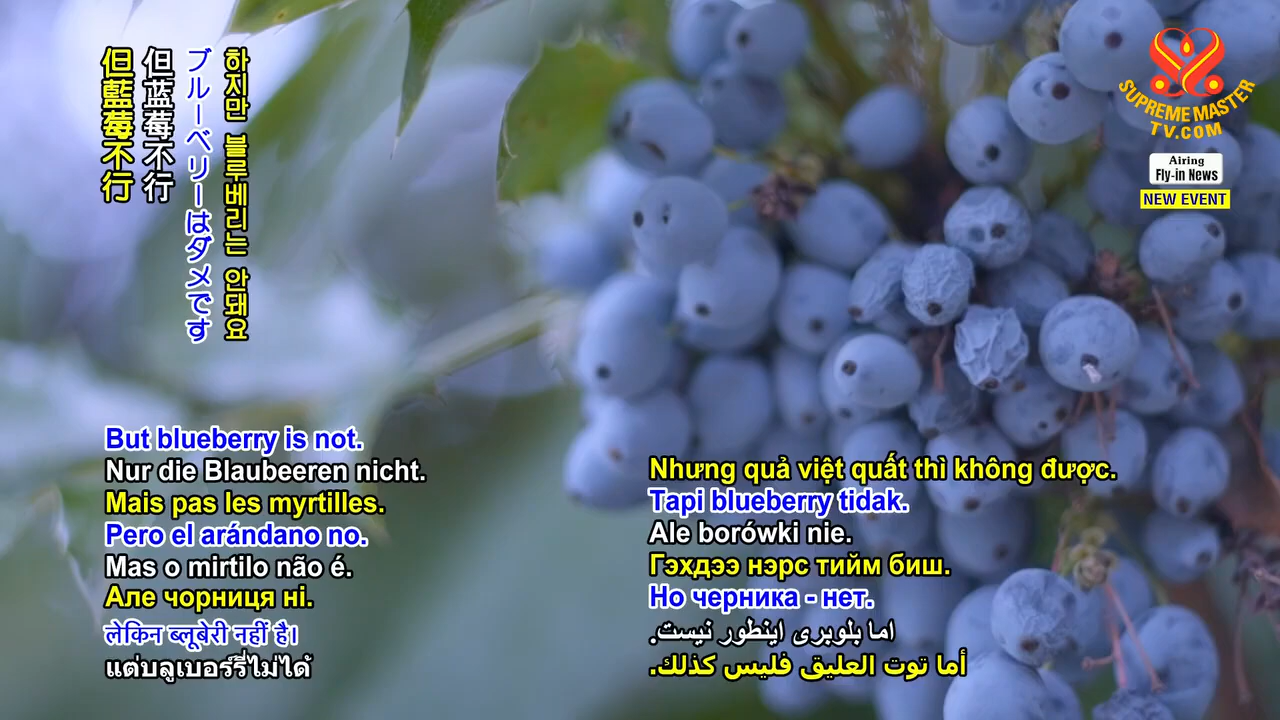 但藍莓不行
但蓝莓不行
ブルーベリーはダメです
하지만 블루베리는 안돼요
SUPREME MASTER
TV.COM
Airing
Fly-in News
NEW EVENT
But blueberry is not.
Nur die Blaubeeren nicht.
Mais pas les myrtilles.
Pero el arándano no.
Mas o mirtilo não é.
Але чорниця ні.
लेकिन ब्लूबेरी नहीं है।
แต่บลูเบอร์รี่ไม่ได้
Nhưng quả việt quất thì không được.
Tapi blueberry tidak.
Ale borówki nie.
Гэхдээ нэрс тийм биш.
Но черника - нет.
اما بلوبری اینطور نیست.
أما توت العليق فليس كذلك.